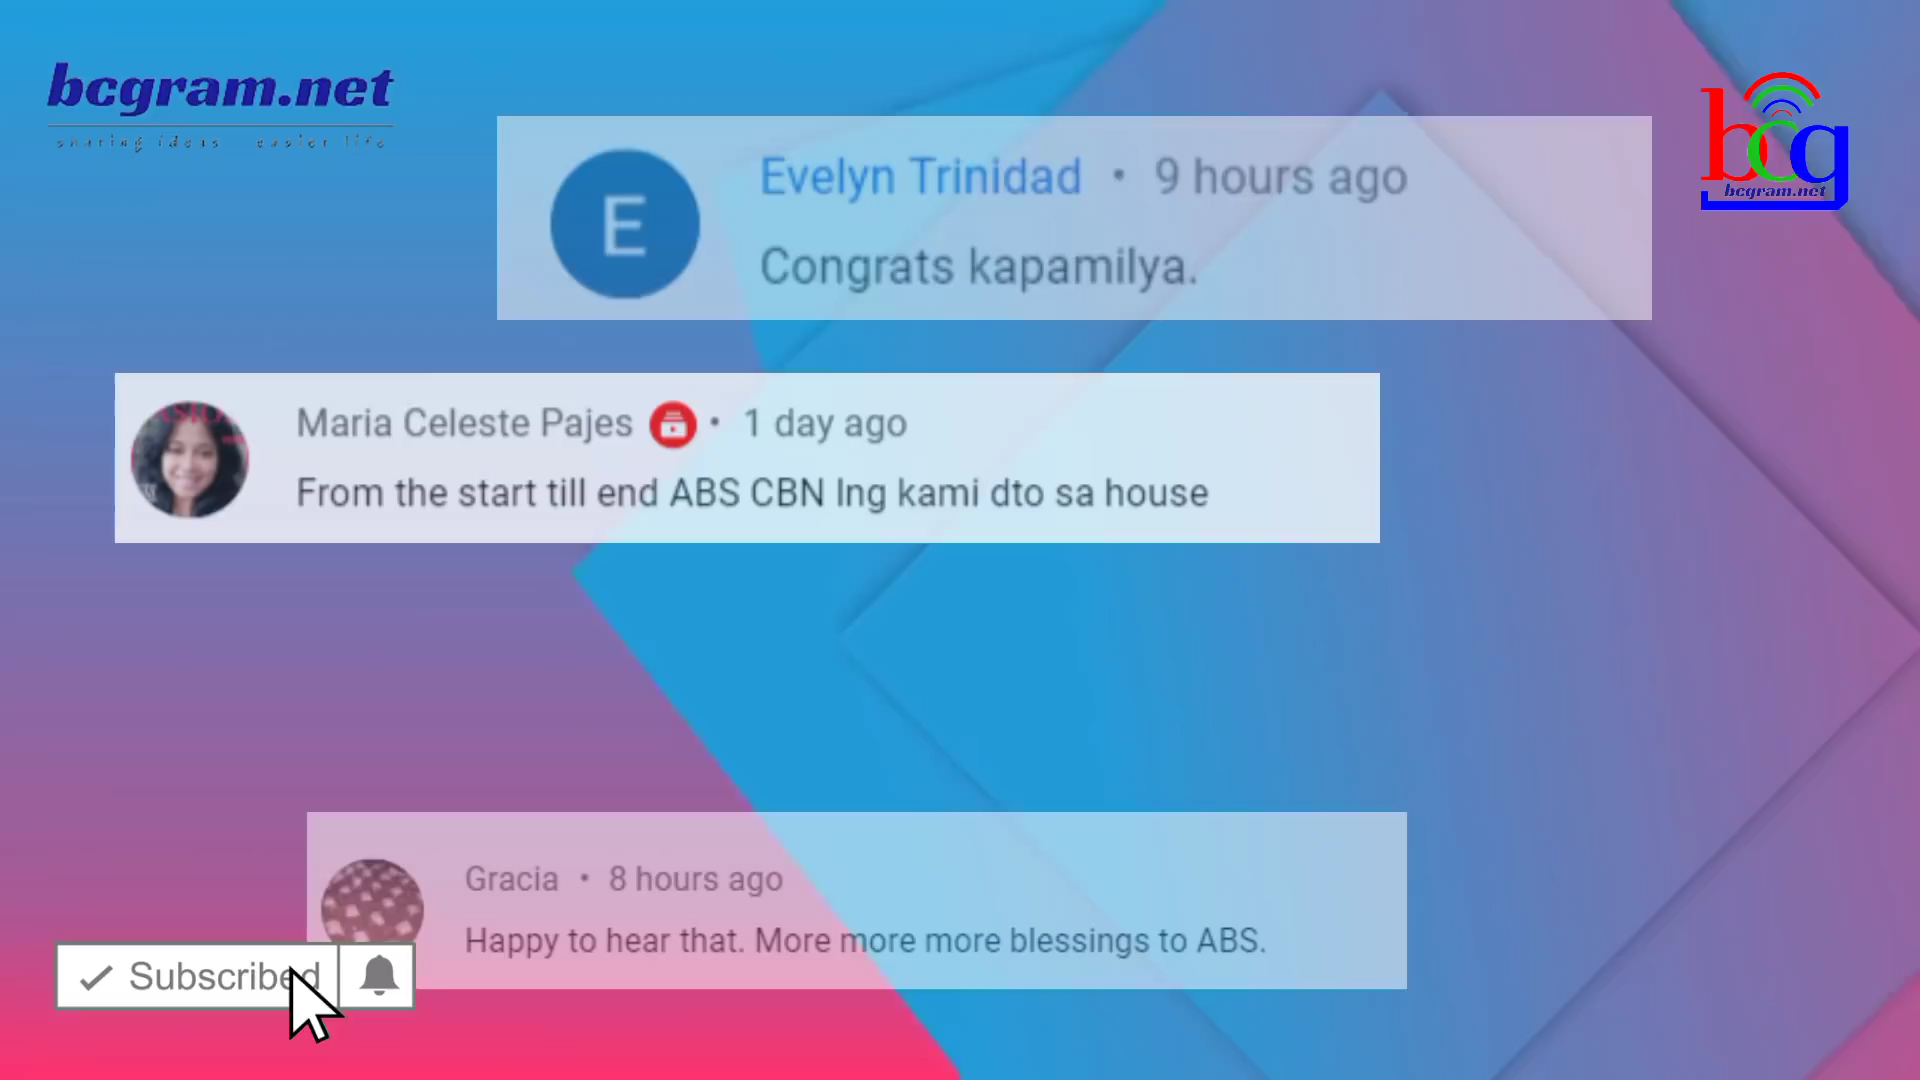 bcgram.net
sharing ideas easier life
bcg
bcgram.net
Evelyn Trinidad • 9 hours ago
Congrats kapamilya.
Maria Celeste Pajes • 1 day ago
From the start till end ABS CBN lng kami dto sa house
Gracia • 8 hours ago
Happy to hear that. More more more blessings to ABS.
Subscribed